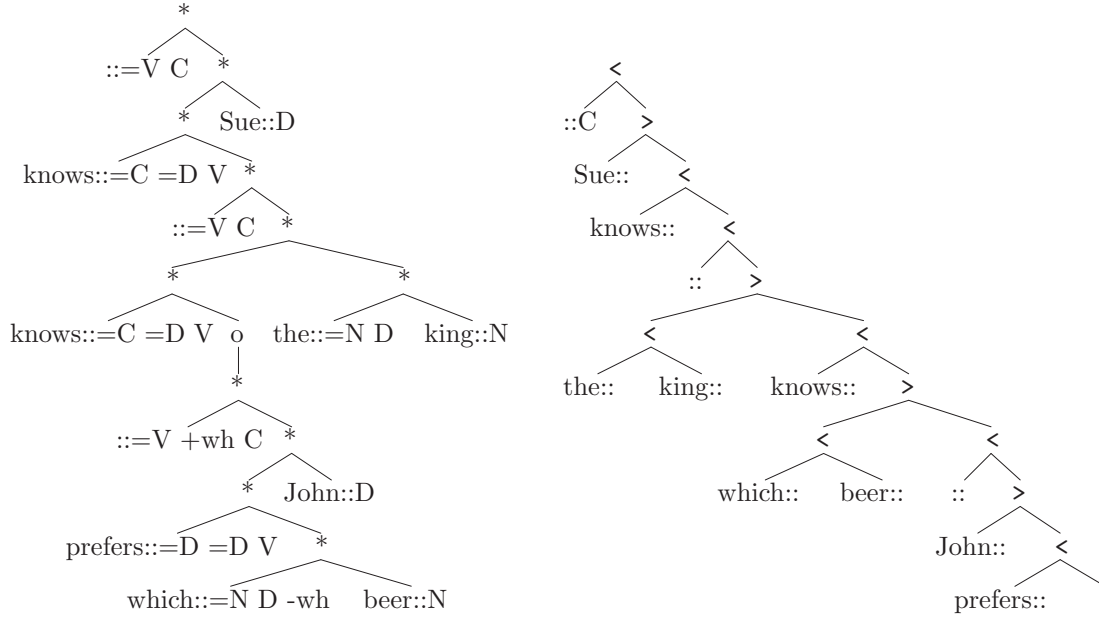 *
::=V C *
* Sue::D
knows::=C =D V *
::=V C *
* *
knows::=C =D V o the::=N D king::N
*
::=V +wh C *
* John::D
prefers::=D =D V *
which::=N D -wh beer::N
<
::C >
Sue:: <
knows:: <
:: >
< <
the:: king:: knows:: >
< <
which:: beer:: :: >
John:: <
prefers::